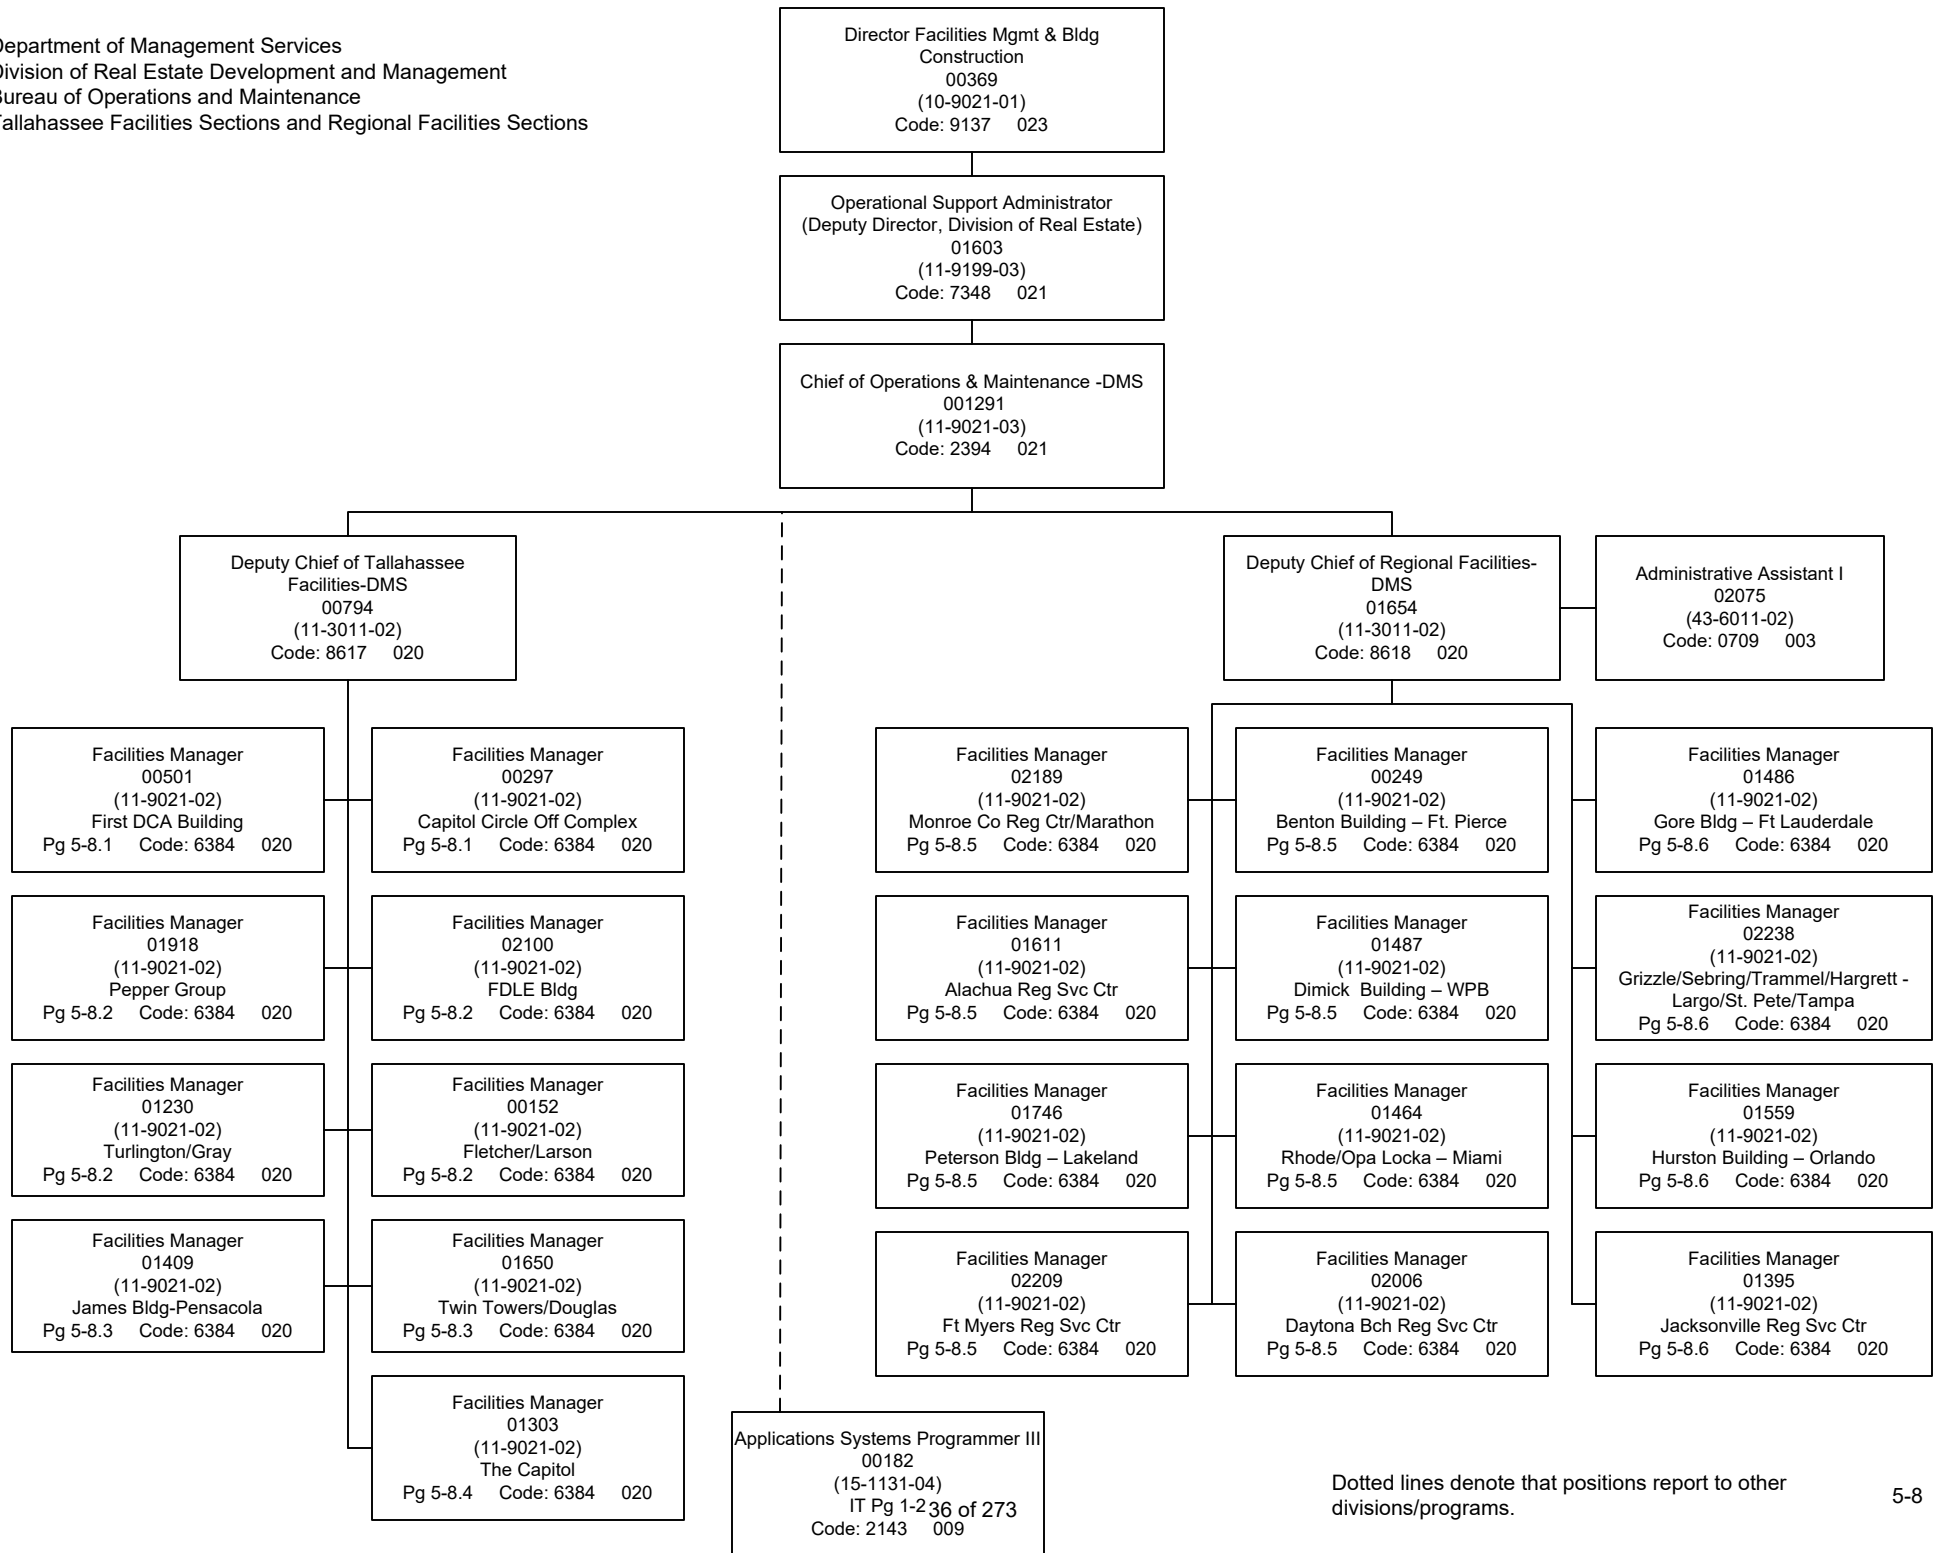 epartment of Management Services
ivision of Real Estate Development and Management
ureau of Operations and Maintenance
allahassee Facilities Sections and Regional Facilities Sections
Director Facilities Mgmt & Bldg
Construction
00369
(10-9021-01)
Code: 9137 023
Operational Support Administrator
(Deputy Director, Division of Real Estate)
01603
(11-9199-03)
Code: 7348 021
Chief of Operations & Maintenance -DMS
001291
(11-9021-03)
Code: 2394 021
Deputy Chief of Tallahassee
Facilities-DMS
00794
(11-3011-02)
Code: 8617 020
Deputy Chief of Regional Facilities-
DMS
01654
(11-3011-02)
Code: 8618 020
Administrative Assistant I
02075
(43-6011-02)
Code: 0709 003
Facilities Manager
00501
(11-9021-02)
First DCA Building
Pg 5-8.1 Code: 6384 020
Facilities Manager
00297
(11-9021-02)
Capitol Circle Off Complex
Pg 5-8.1 Code: 6384 020
Facilities Manager
02189
(11-9021-02)
Monroe Co Reg Ctr/Marathon
Pg 5-8.5 Code: 6384 020
Facilities Manager
00249
(11-9021-02)
Benton Building – Ft. Pierce
Pg 5-8.5 Code: 6384 020
Facilities Manager
01486
(11-9021-02)
Gore Bldg – Ft Lauderdale
Pg 5-8.6 Code: 6384 020
Facilities Manager
01918
(11-9021-02)
Pepper Group
Pg 5-8.2 Code: 6384 020
Facilities Manager
02100
(11-9021-02)
FDLE Bldg
Pg 5-8.2 Code: 6384 020
Facilities Manager
01611
(11-9021-02)
Alachua Reg Svc Ctr
Pg 5-8.5 Code: 6384 020
Facilities Manager
01487
(11-9021-02)
Dimick Building – WPB
Pg 5-8.5 Code: 6384 020
Facilities Manager
02238
(11-9021-02)
Grizzle/Sebring/Trammel/Hargrett -
Largo/St. Pete/Tampa
Pg 5-8.6 Code: 6384 020
Facilities Manager
01230
(11-9021-02)
Turlington/Gray
Pg 5-8.2 Code: 6384 020
Facilities Manager
00152
(11-9021-02)
Fletcher/Larson
Pg 5-8.2 Code: 6384 020
Facilities Manager
01746
(11-9021-02)
Peterson Bldg – Lakeland
Pg 5-8.5 Code: 6384 020
Facilities Manager
01464
(11-9021-02)
Rhode/Opa Locka – Miami
Pg 5-8.5 Code: 6384 020
Facilities Manager
01559
(11-9021-02)
Hurston Building – Orlando
Pg 5-8.6 Code: 6384 020
Facilities Manager
01409
(11-9021-02)
James Bldg-Pensacola
Pg 5-8.3 Code: 6384 020
Facilities Manager
01650
(11-9021-02)
Twin Towers/Douglas
Pg 5-8.3 Code: 6384 020
Facilities Manager
02209
(11-9021-02)
Ft Myers Reg Svc Ctr
Pg 5-8.5 Code: 6384 020
Facilities Manager
02006
(11-9021-02)
Daytona Bch Reg Svc Ctr
Pg 5-8.5 Code: 6384 020
Facilities Manager
01395
(11-9021-02)
Jacksonville Reg Svc Ctr
Pg 5-8.6 Code: 6384 020
Facilities Manager
01303
(11-9021-02)
The Capitol
Pg 5-8.4 Code: 6384 020
Applications Systems Programmer III
00182
(15-1131-04)
IT Pg 1-2
36 of 273
Code: 2143 009
Dotted lines denote that positions report to other
divisions/programs.
5-8